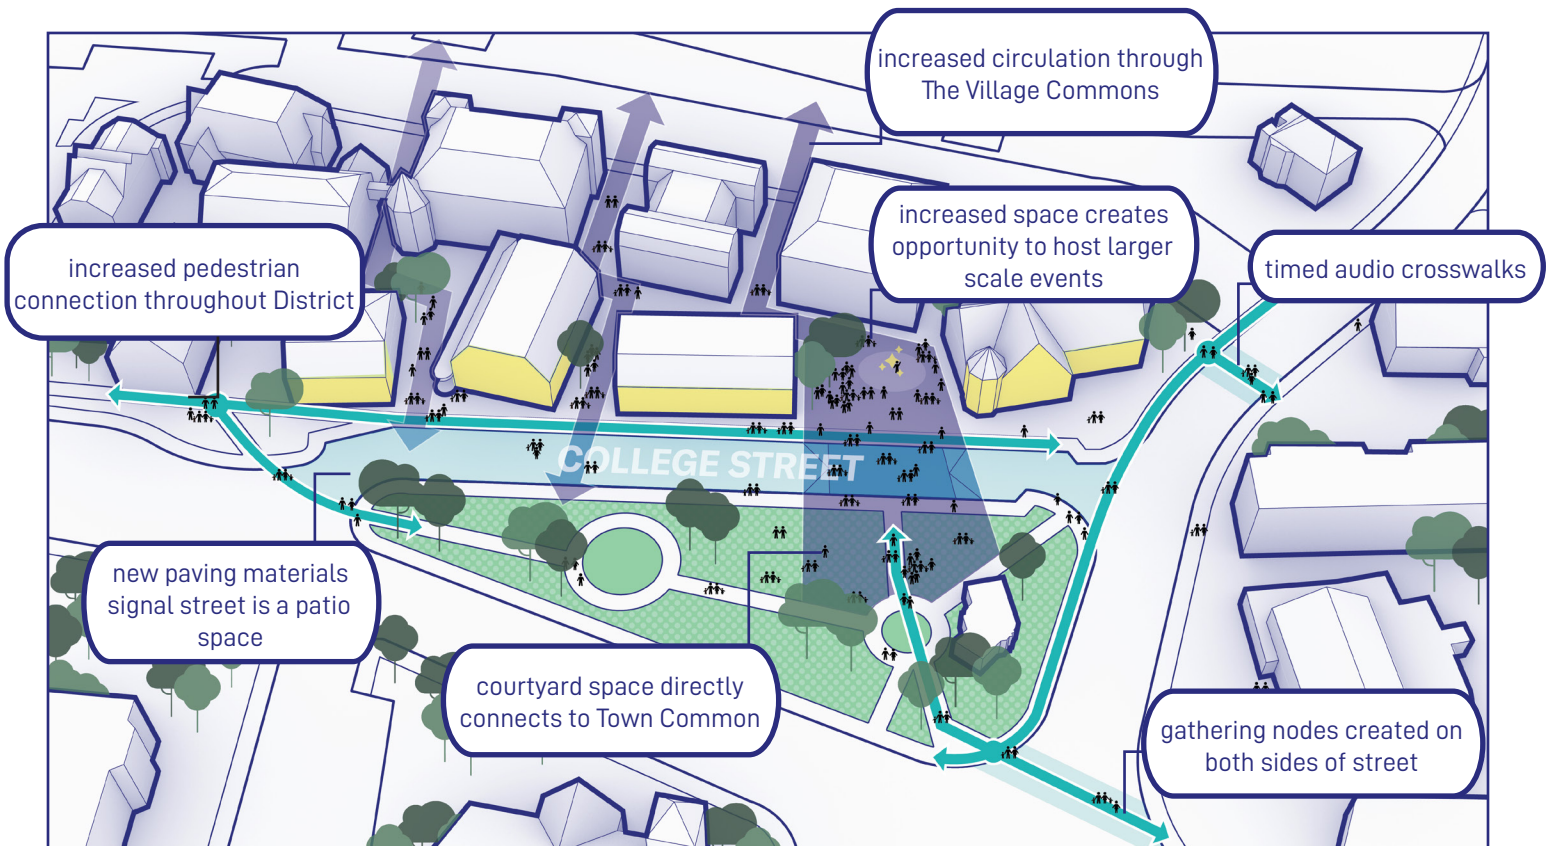 increased circulation through
The Village Commons
increased space creates
opportunity to host larger
scale events
timed audio crosswalks
increased pedestrian
connection throughout District
COLLEGE STREET
new paving materials
signal street is a patio
space
courtyard space directly
connects to Town Common
gathering nodes created on
both sides of street